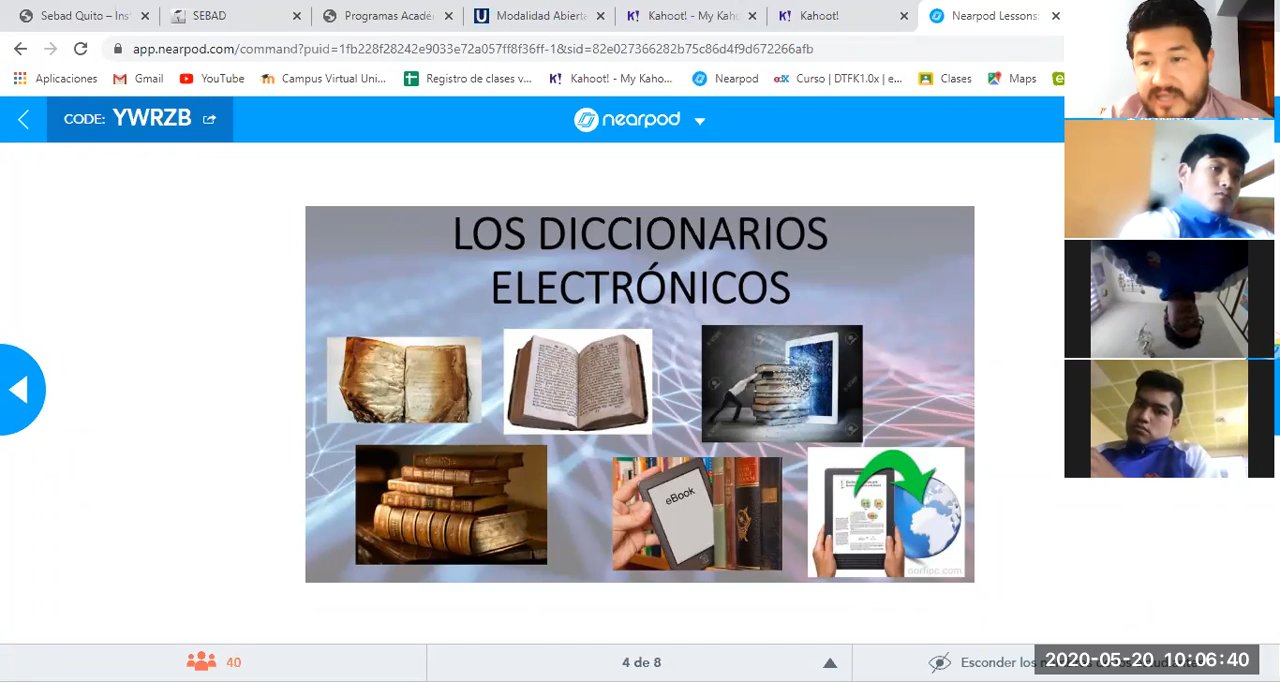 Sebad Quito – Ins
SEBAD
Programas Acadé
Modalidad Abierta
Kahoot! - My Kaho
Kahoot!
Nearpod Lessons:
app.nearpod.com/command?puid=1fb228f28242e9033e72a057ff8f36ff-1&sid=82e027366282b75c86d4f9d672266afb
Aplicaciones
Gmail
YouTube
Campus Virtual Uni...
Registro de clases v...
Kahoot! - My Kaho...
Nearpod
Curso | DTFK1.0x | e...
Clases
Maps
CODE: YWRZB
nearpod
LOS DICCIONARIOS
ELECTRÓNICOS
eBook
norfipc.com
40
4 de 8
Esconder los
2020-05-20 10:06:40